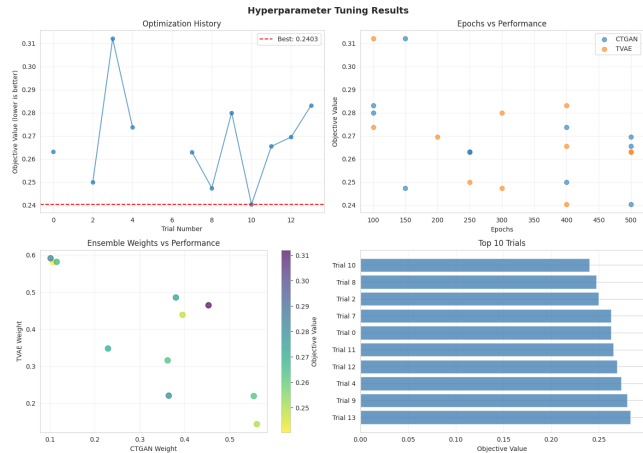 Hyperparameter Tuning Results
Optimization History
Objective Value (lower is better)
0.31
0.30
0.29
0.28
0.27
0.26
0.25
0.24
Best: 0.2403
0 2 4 6 8 10 12
Trial Number
Epochs vs Performance
Objective Value
0.31
0.30
0.29
0.28
0.27
0.26
0.25
0.24
CTGAN
TVAE
100 150 200 250 300 350 400 450 500
Epochs
Ensemble Weights vs Performance
TVAE Weight
0.6
0.5
0.4
0.3
0.2
0.1 0.2 0.3 0.4 0.5
CTGAN Weight
0.31
0.30
0.29
0.28
0.27
0.26
0.25
Objective Value
Top 10 Trials
Trial 10
Trial 8
Trial 2
Trial 7
Trial 0
Trial 11
Trial 12
Trial 4
Trial 9
Trial 13
0.00 0.05 0.10 0.15 0.20 0.25
Objective Value